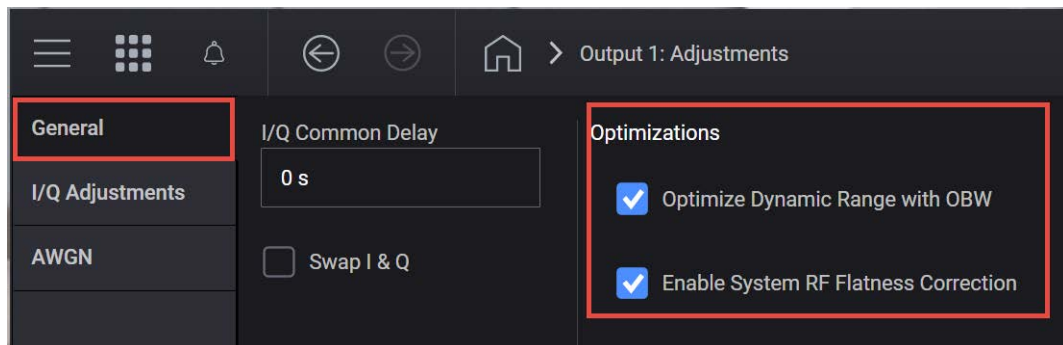 Output 1: Adjustments
General
I/Q Adjustments
AWGN
I/Q Common Delay
0 s
Swap I & Q
Optimizations
Optimize Dynamic Range with OBW
Enable System RF Flatness Correction